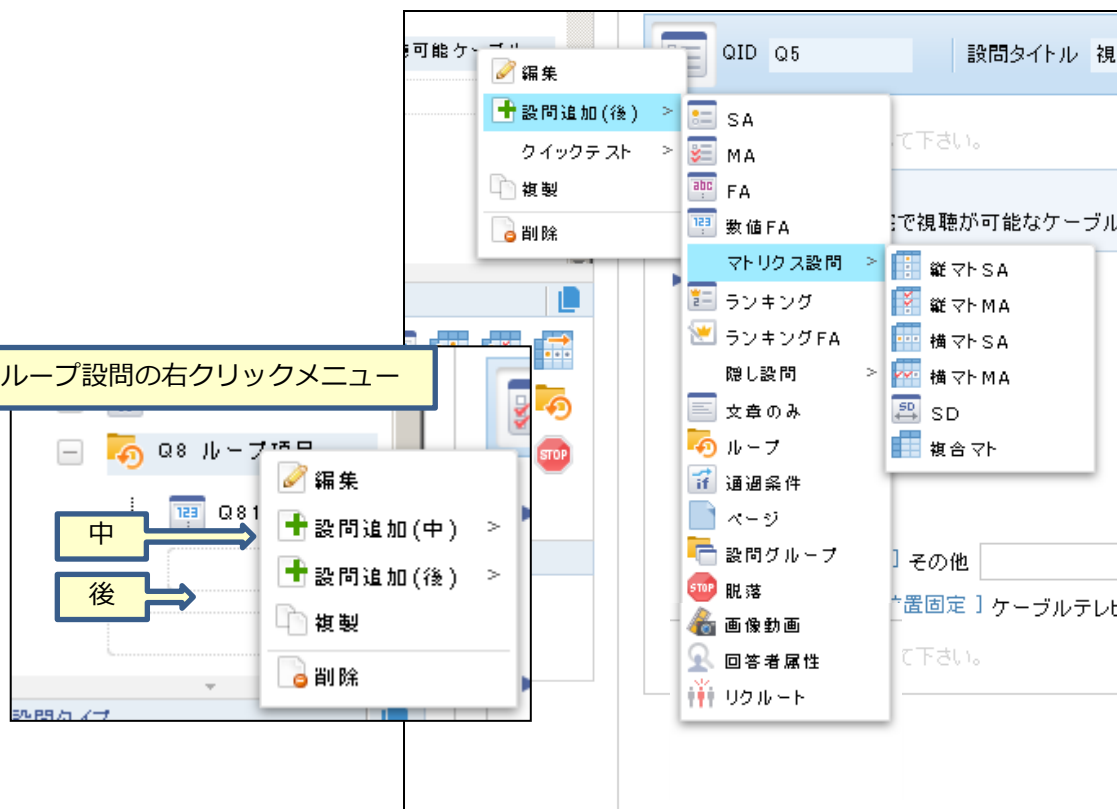 可能ケーブル
QID Q5
設問タイトル 視
編集
設問追加(後) >
クイックテスト >
複製
削除
SA
MA
FA
数値FA
マトリクス設問 >
ランキング
ランキングFA
隠し設問 >
文章のみ
ループ
通過条件
ページ
設問グループ
脱落
画像動画
回答者属性
リクルート
縦マトSA
縦マトMA
横マトSA
横マトMA
SD
複合マト
て下さい。
で視聴が可能なケーブル
] その他
位置固定 ] ケーブルテレビ
て下さい。
STOP
ループ設問の右クリックメニュー
Q8 ループ項目
Q81
中
後
編集
設問追加(中) >
設問追加(後) >
複製
削除
設問タイプ